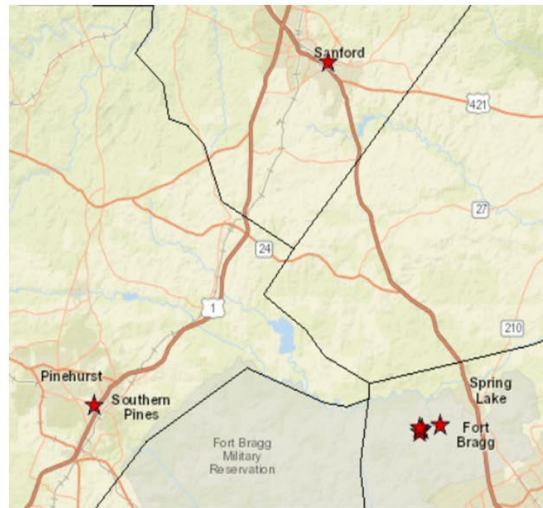 Sanford
421
27
24
1
210
Pinehurst
Southern
Pines
Spring
Lake
Fort
Bragg
Fort Bragg
Military
Reservation